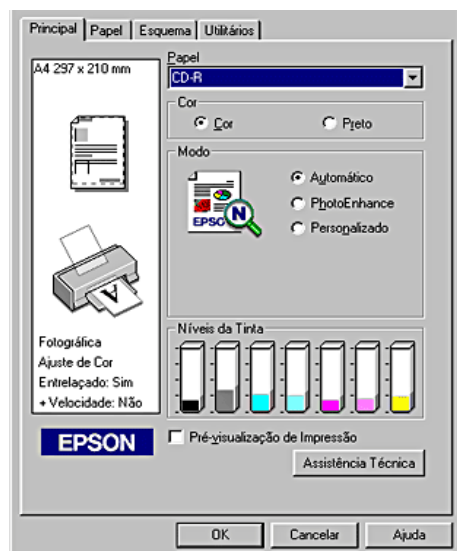 Principal Papel Esquema Utilitários
A4 297 x 210 mm
Papel
CD-R
Cor
Cor Preto
Modo
EPSO N
Automático
PhotoEnhance
Personalizado
A
Fotográfica
Ajuste de Cor
Entrelaçado: Sim
+ Velocidade: Não
Níveis da Tinta
EPSON
Pré-visualização de Impressão
Assistência Técnica
OK Cancelar Ajuda